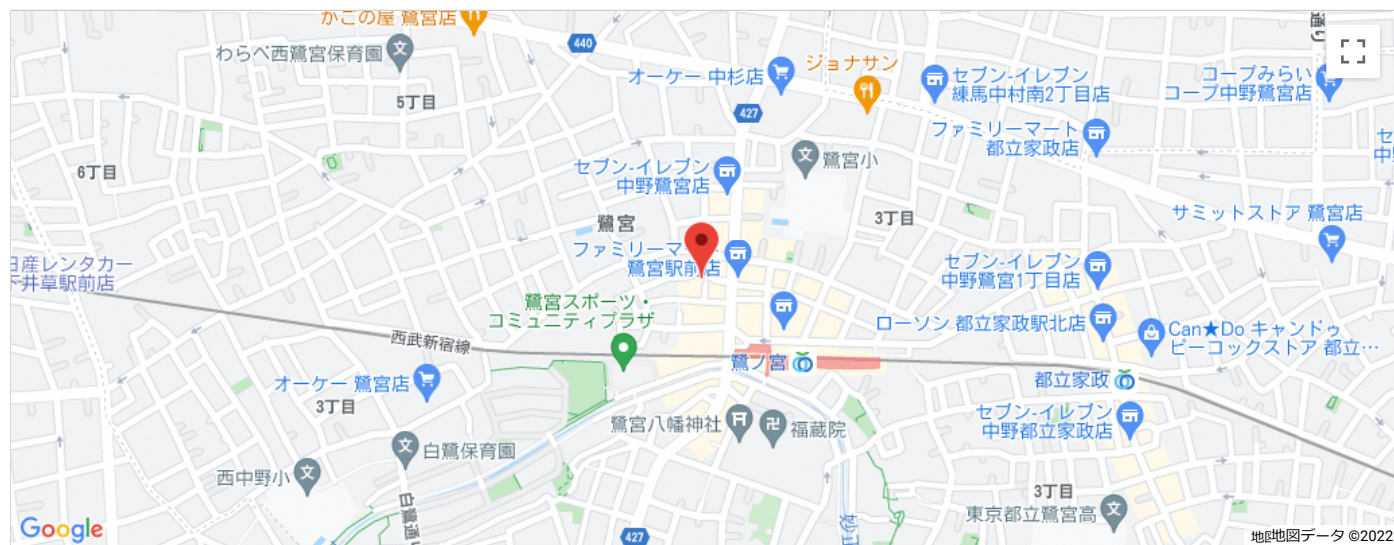 かごの屋 鷺宮店
わらべ西鷺宮保育園
440
通り
オーケー 中杉店
ジョナサン
セブン-イレブン
練馬中村南2丁目店
コープみらい
コープ中野鷺宮店
5丁目
427
ファミリーマート
都立家政店
セブン-イレブン
中野鷺宮店
鷺宮小
6丁目
鷺宮
3丁目
サミットストア 鷺宮店
ファミリーマート
鷺宮駅前店
日産レンタカー
下井草駅前店
セブン-イレブン
中野鷺宮1丁目店
鷺宮スポーツ・
コミュニティプラザ
ローソン 都立家政駅北店
Can★Do キャンドゥ
ピーコックストア 都立…
西武新宿線
鷺ノ宮
都立家政
オーケー 鷺宮店
3丁目
セブン-イレブン
中野都立家政店
鷺宮八幡神社
福蔵院
白鷺保育園
西中野小
白鷺通り
3丁目
東京都立鷺宮高
妙正
427
Google
地図データ ©2022